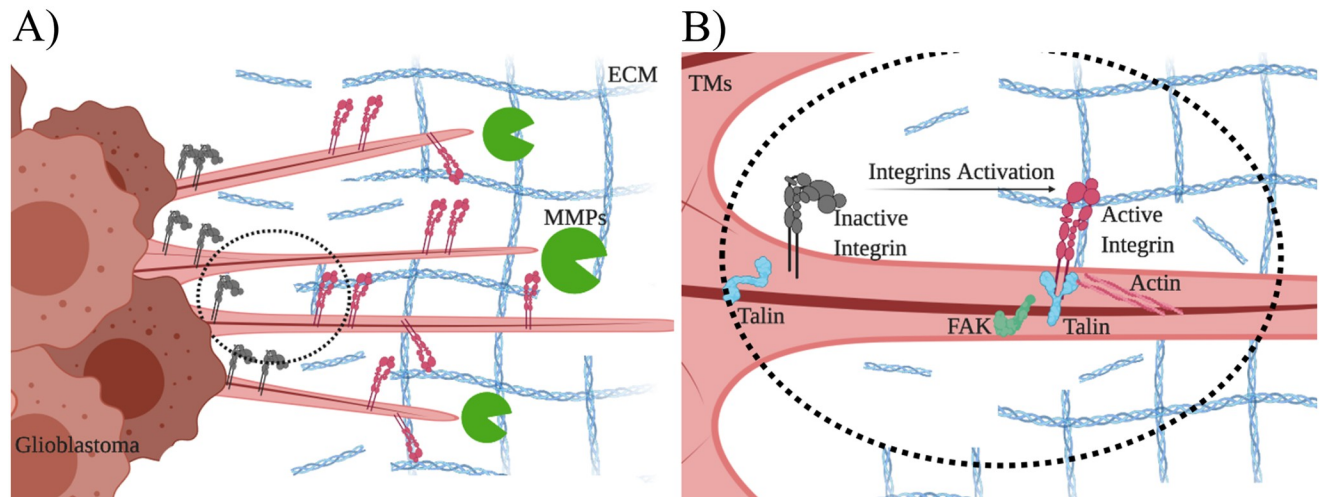 A)
ECM
MMPs
Glioblastoma
B)
TMs
Integrins Activation
Inactive
Integrin
Active
Integrin
Actin
Talin
FAK
Talin